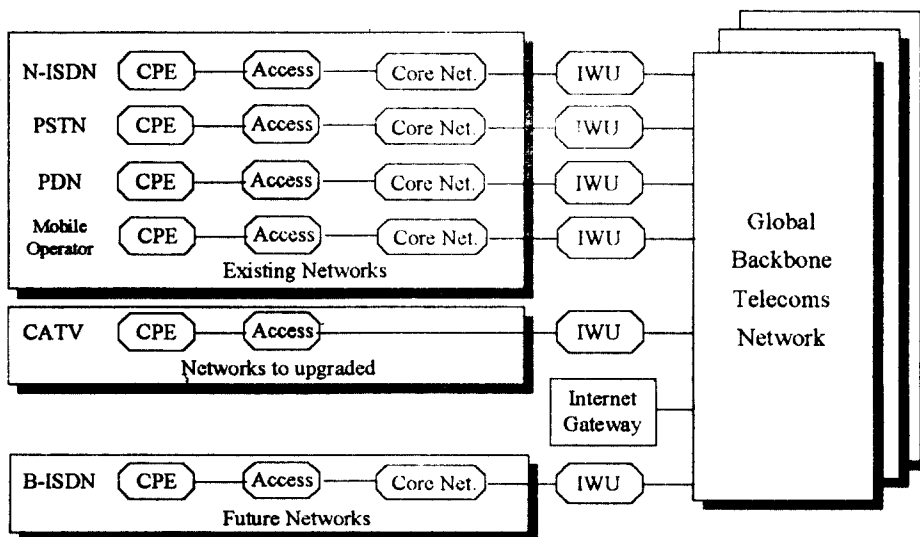 N-ISDN CPE Access Core Net. IWU
PSTN CPE Access Core Net. IWU
PDN CPE Access Core Net. IWU
Mobile
Operator CPE Access Core Net. IWU
Existing Networks
Global
Backbone
Telecoms
Network
CATV CPE Access IWU
Networks to upgraded
Internet
Gateway
B-ISDN CPE Access Core Net. IWU
Future Networks